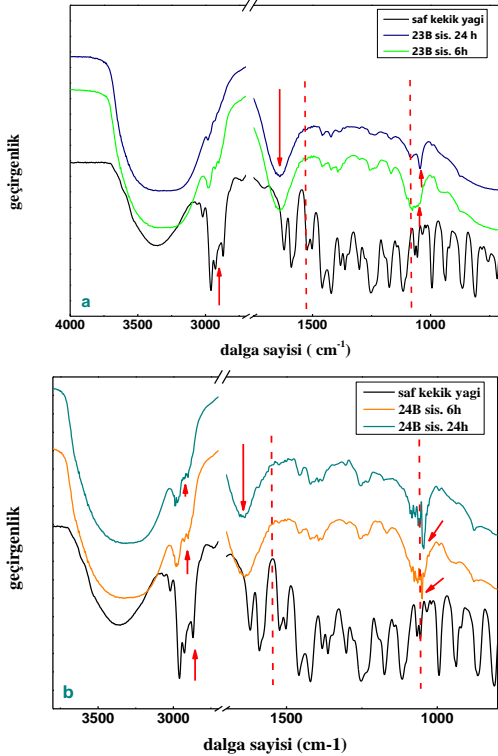 saf kekik yagi
23B sis. 24 h
23B sis. 6h
geçirgenlik
a
4000 3500 3000 1500 1000
dalga sayisi ( cm-1)
saf kekik yagi
24B sis. 6h
24B sis. 24h
geçirgenlik
b
3500 3000 1500 1000
dalga sayisi (cm-1)